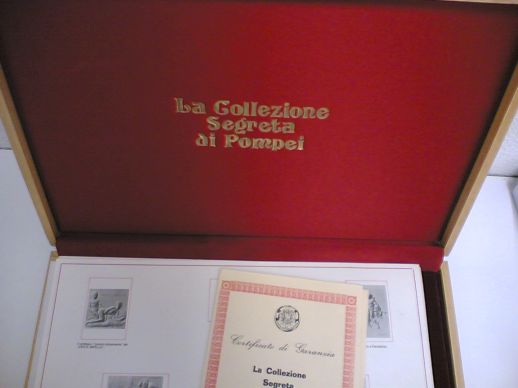 La Collezione
Segreta
di Pompei
Certificato di Garanzia
La Collezione
Segreta